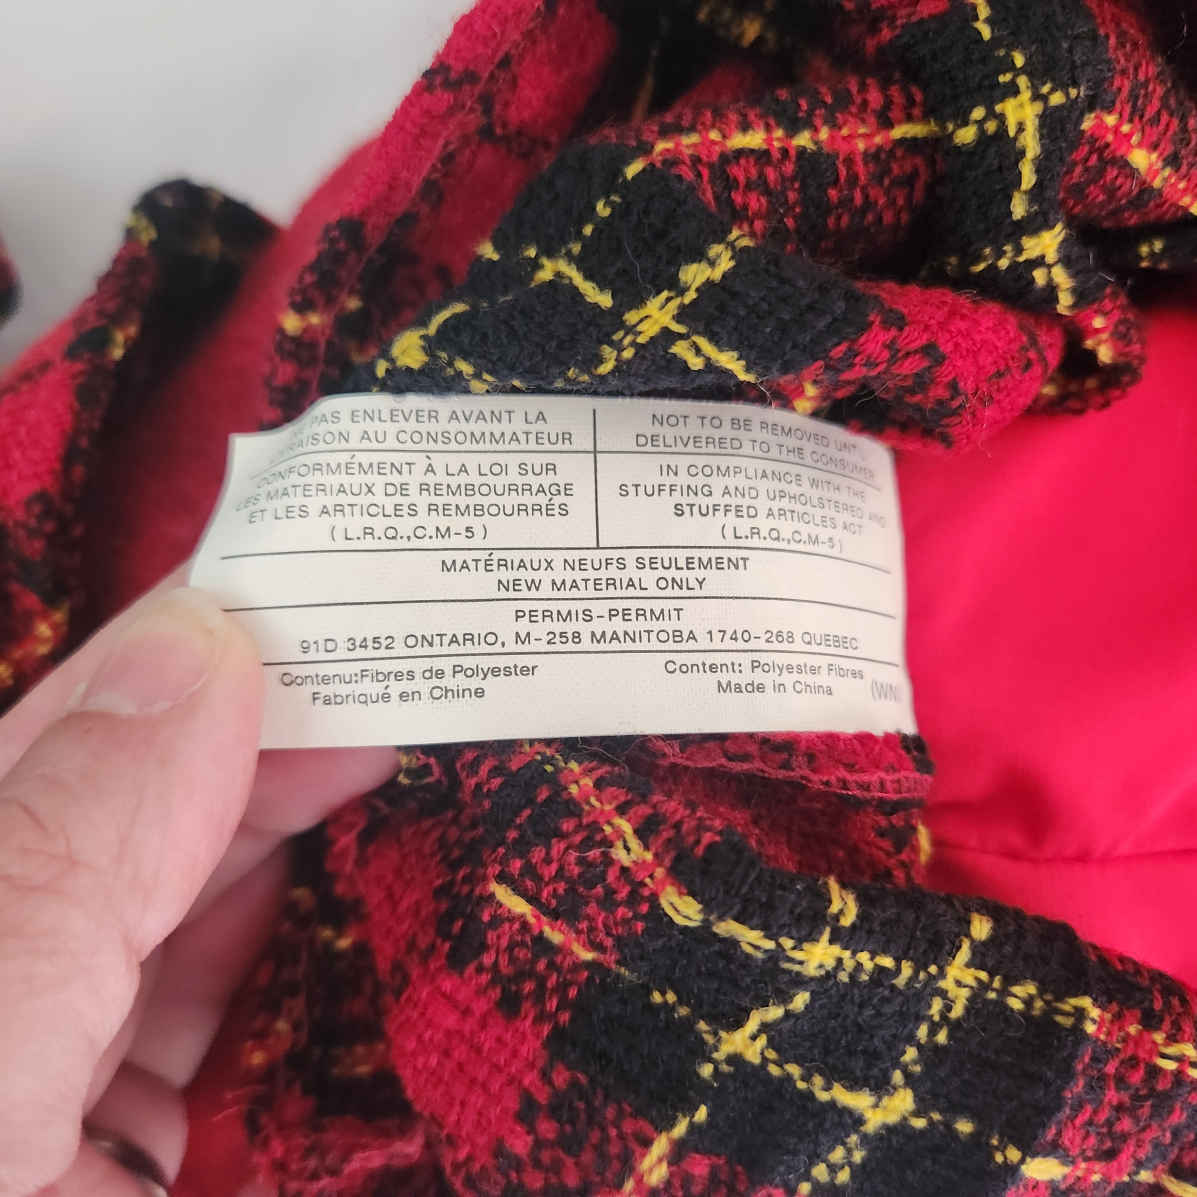 PAS ENLEVER AVANT LA
LIVRAISON AU CONSOMMATEUR
CONFORMÉMENT À LA LOI SUR
LES MATERIAUX DE REMBOURRAGE
ET LES ARTICLES REMBOURRÉS
( L.R.Q.,C.M-5 )
NOT TO BE REMOVED UNTIL
DELIVERED TO THE CONSUMER
IN COMPLIANCE WITH THE
STUFFING AND UPHOLSTERED AND
STUFFED ARTICLES ACT
( L.R.Q.,C.M-5 )
MATÉRIAUX NEUFS SEULEMENT
NEW MATERIAL ONLY
PERMIS-PERMIT
91D 3452 ONTARIO, M-258 MANITOBA 1740-268 QUEBEC
Contenu:Fibres de Polyester
Fabriqué en Chine
Content: Polyester Fibres
Made in China